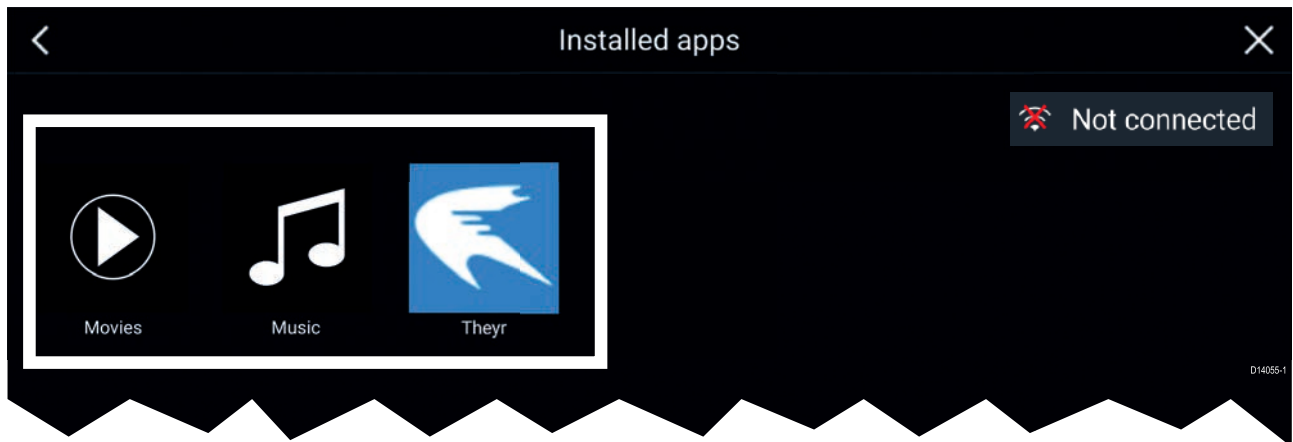 Installed apps
Not connected
Movies
Music
Theyr
D14055-1